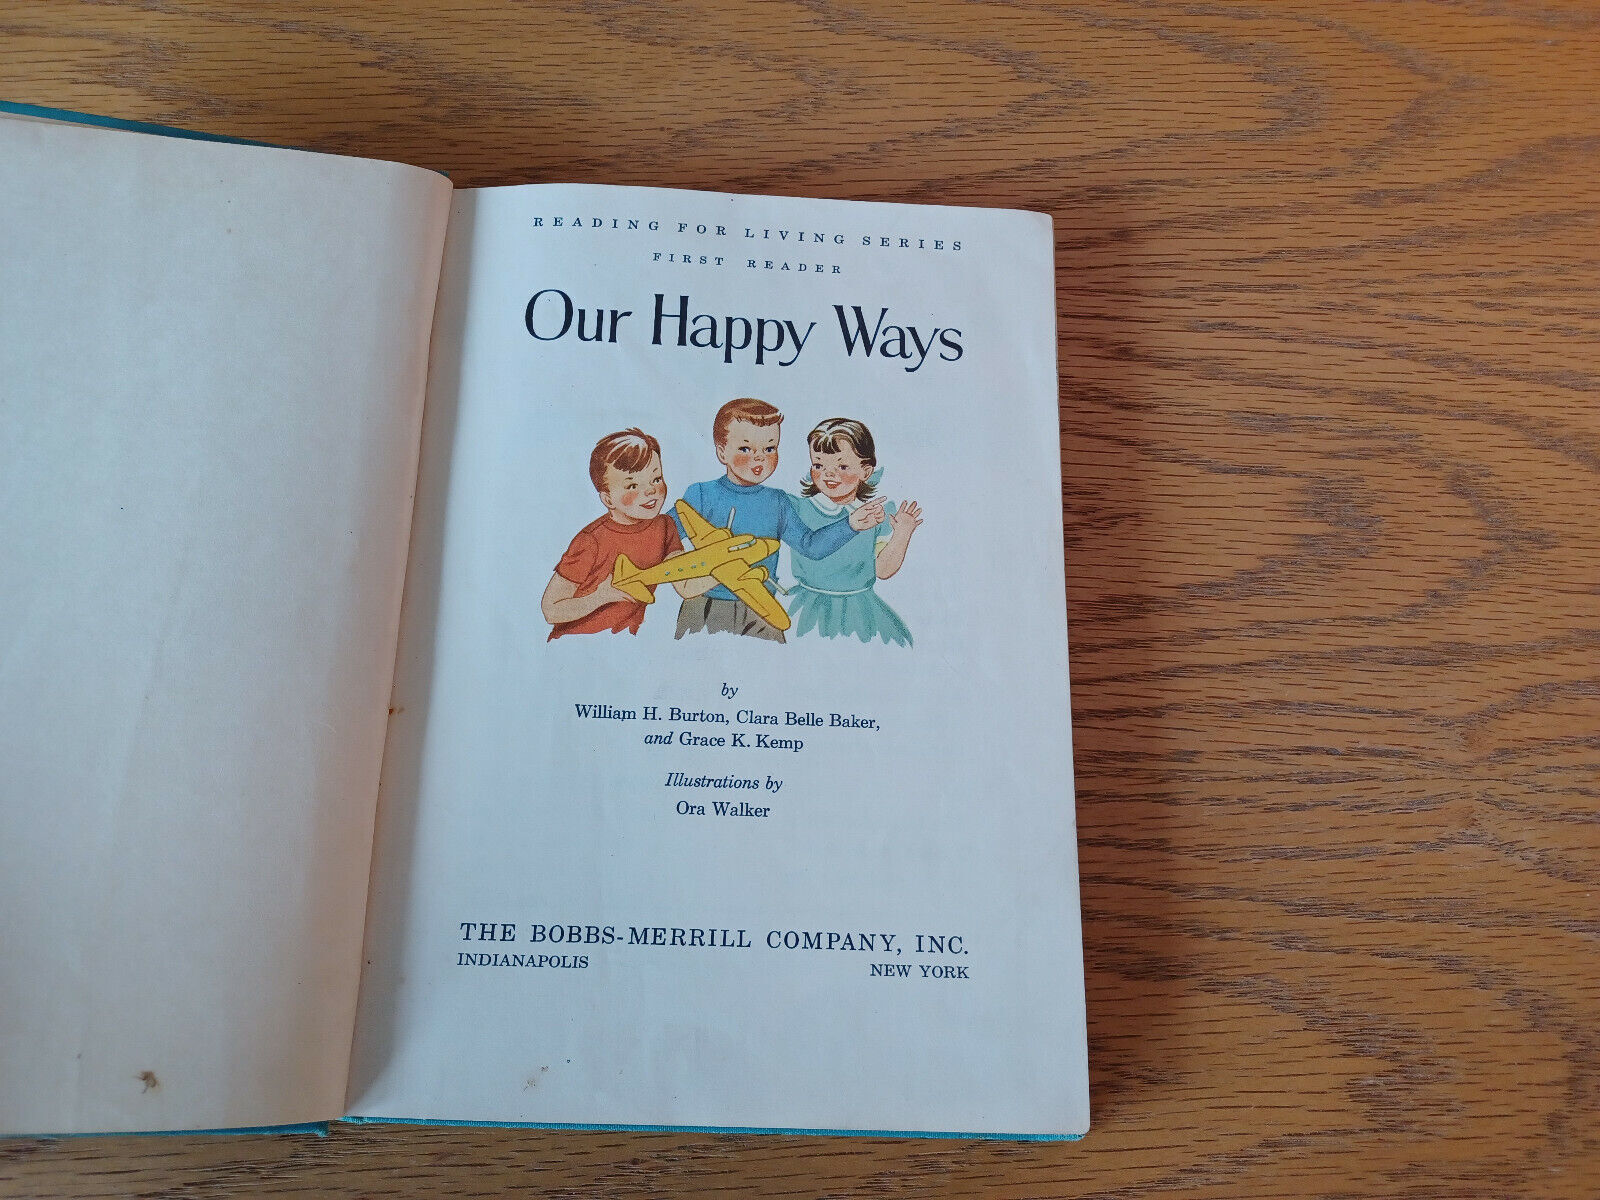 READING FOR LIVING SERIES
FIRST READER
Our Happy Ways
by
William H. Burton, Clara Belle Baker,
and Grace K. Kemp
Illustrations by
Ora Walker
THE BOBBS-MERRILL COMPANY, INC.
INDIANAPOLIS NEW YORK